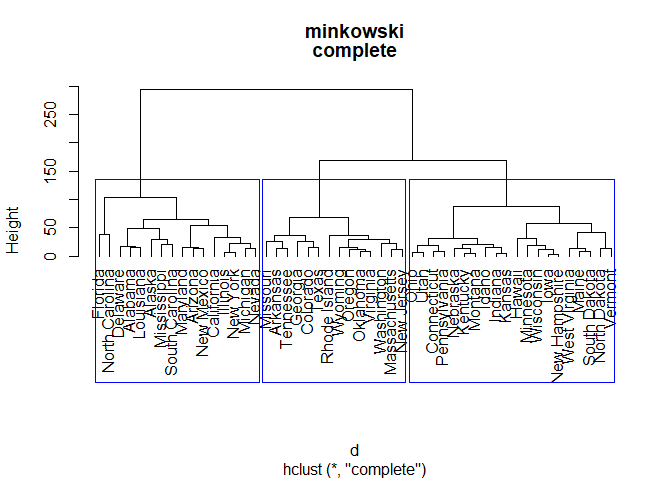 minkowski
complete
Height
0
50
150
250
Florida
North Carolina
Delaware
Alabama
Louisiana
Alaska
Mississippi
South Carolina
Maryland
Arizona
New Mexico
California
Illinois
New York
Michigan
Nevada
Missouri
Arkansas
Tennessee
Georgia
Colorado
Texas
Rhode Island
Wyoming
Oregon
Oklahoma
Virginia
Washington
Massachusetts
New Jersey
Ohio
Utah
Connecticut
Pennsylvania
Nebraska
Kentucky
Montana
Idaho
Indiana
Kansas
Hawaii
Minnesota
Wisconsin
Iowa
New Hampshire
West Virginia
Maine
South Dakota
North Dakota
Vermont
d
hclust (*, "complete")